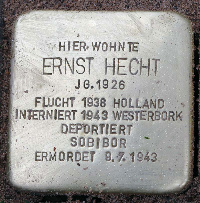 HIER WOHNTE
ERNST HECHT
JG. 1926
FLUCHT 1938 HOLLAND
INTERNIERT 1943 WESTERBORK
DEPORTIERT
SOBIBOR
ERMORDET 9.7.1943